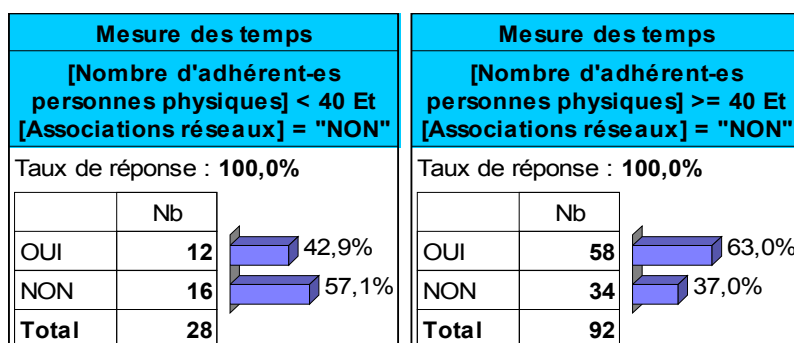 Mesure des temps
[Nombre d'adhérent-es
personnes physiques] < 40 Et
[Associations réseaux] = "NON"
Taux de réponse : 100,0%
Nb
OUI 12 42,9%
NON 16 57,1%
Total 28
Mesure des temps
[Nombre d'adhérent-es
personnes physiques] >= 40 Et
[Associations réseaux] = "NON"
Taux de réponse : 100,0%
Nb
OUI 58 63,0%
NON 34 37,0%
Total 92